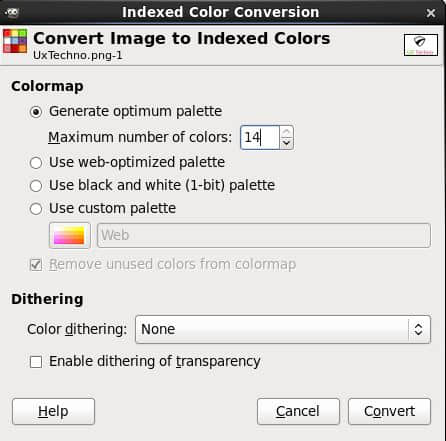 Indexed Color Conversion
Convert Image to Indexed Colors
UxTechno.png-1
Colormap
Generate optimum palette
Maximum number of colors: 14
Use web-optimized palette
Use black and white (1-bit) palette
Use custom palette
Web
Remove unused colors from colormap
Dithering
Color dithering: None
Enable dithering of transparency
Help Cancel Convert